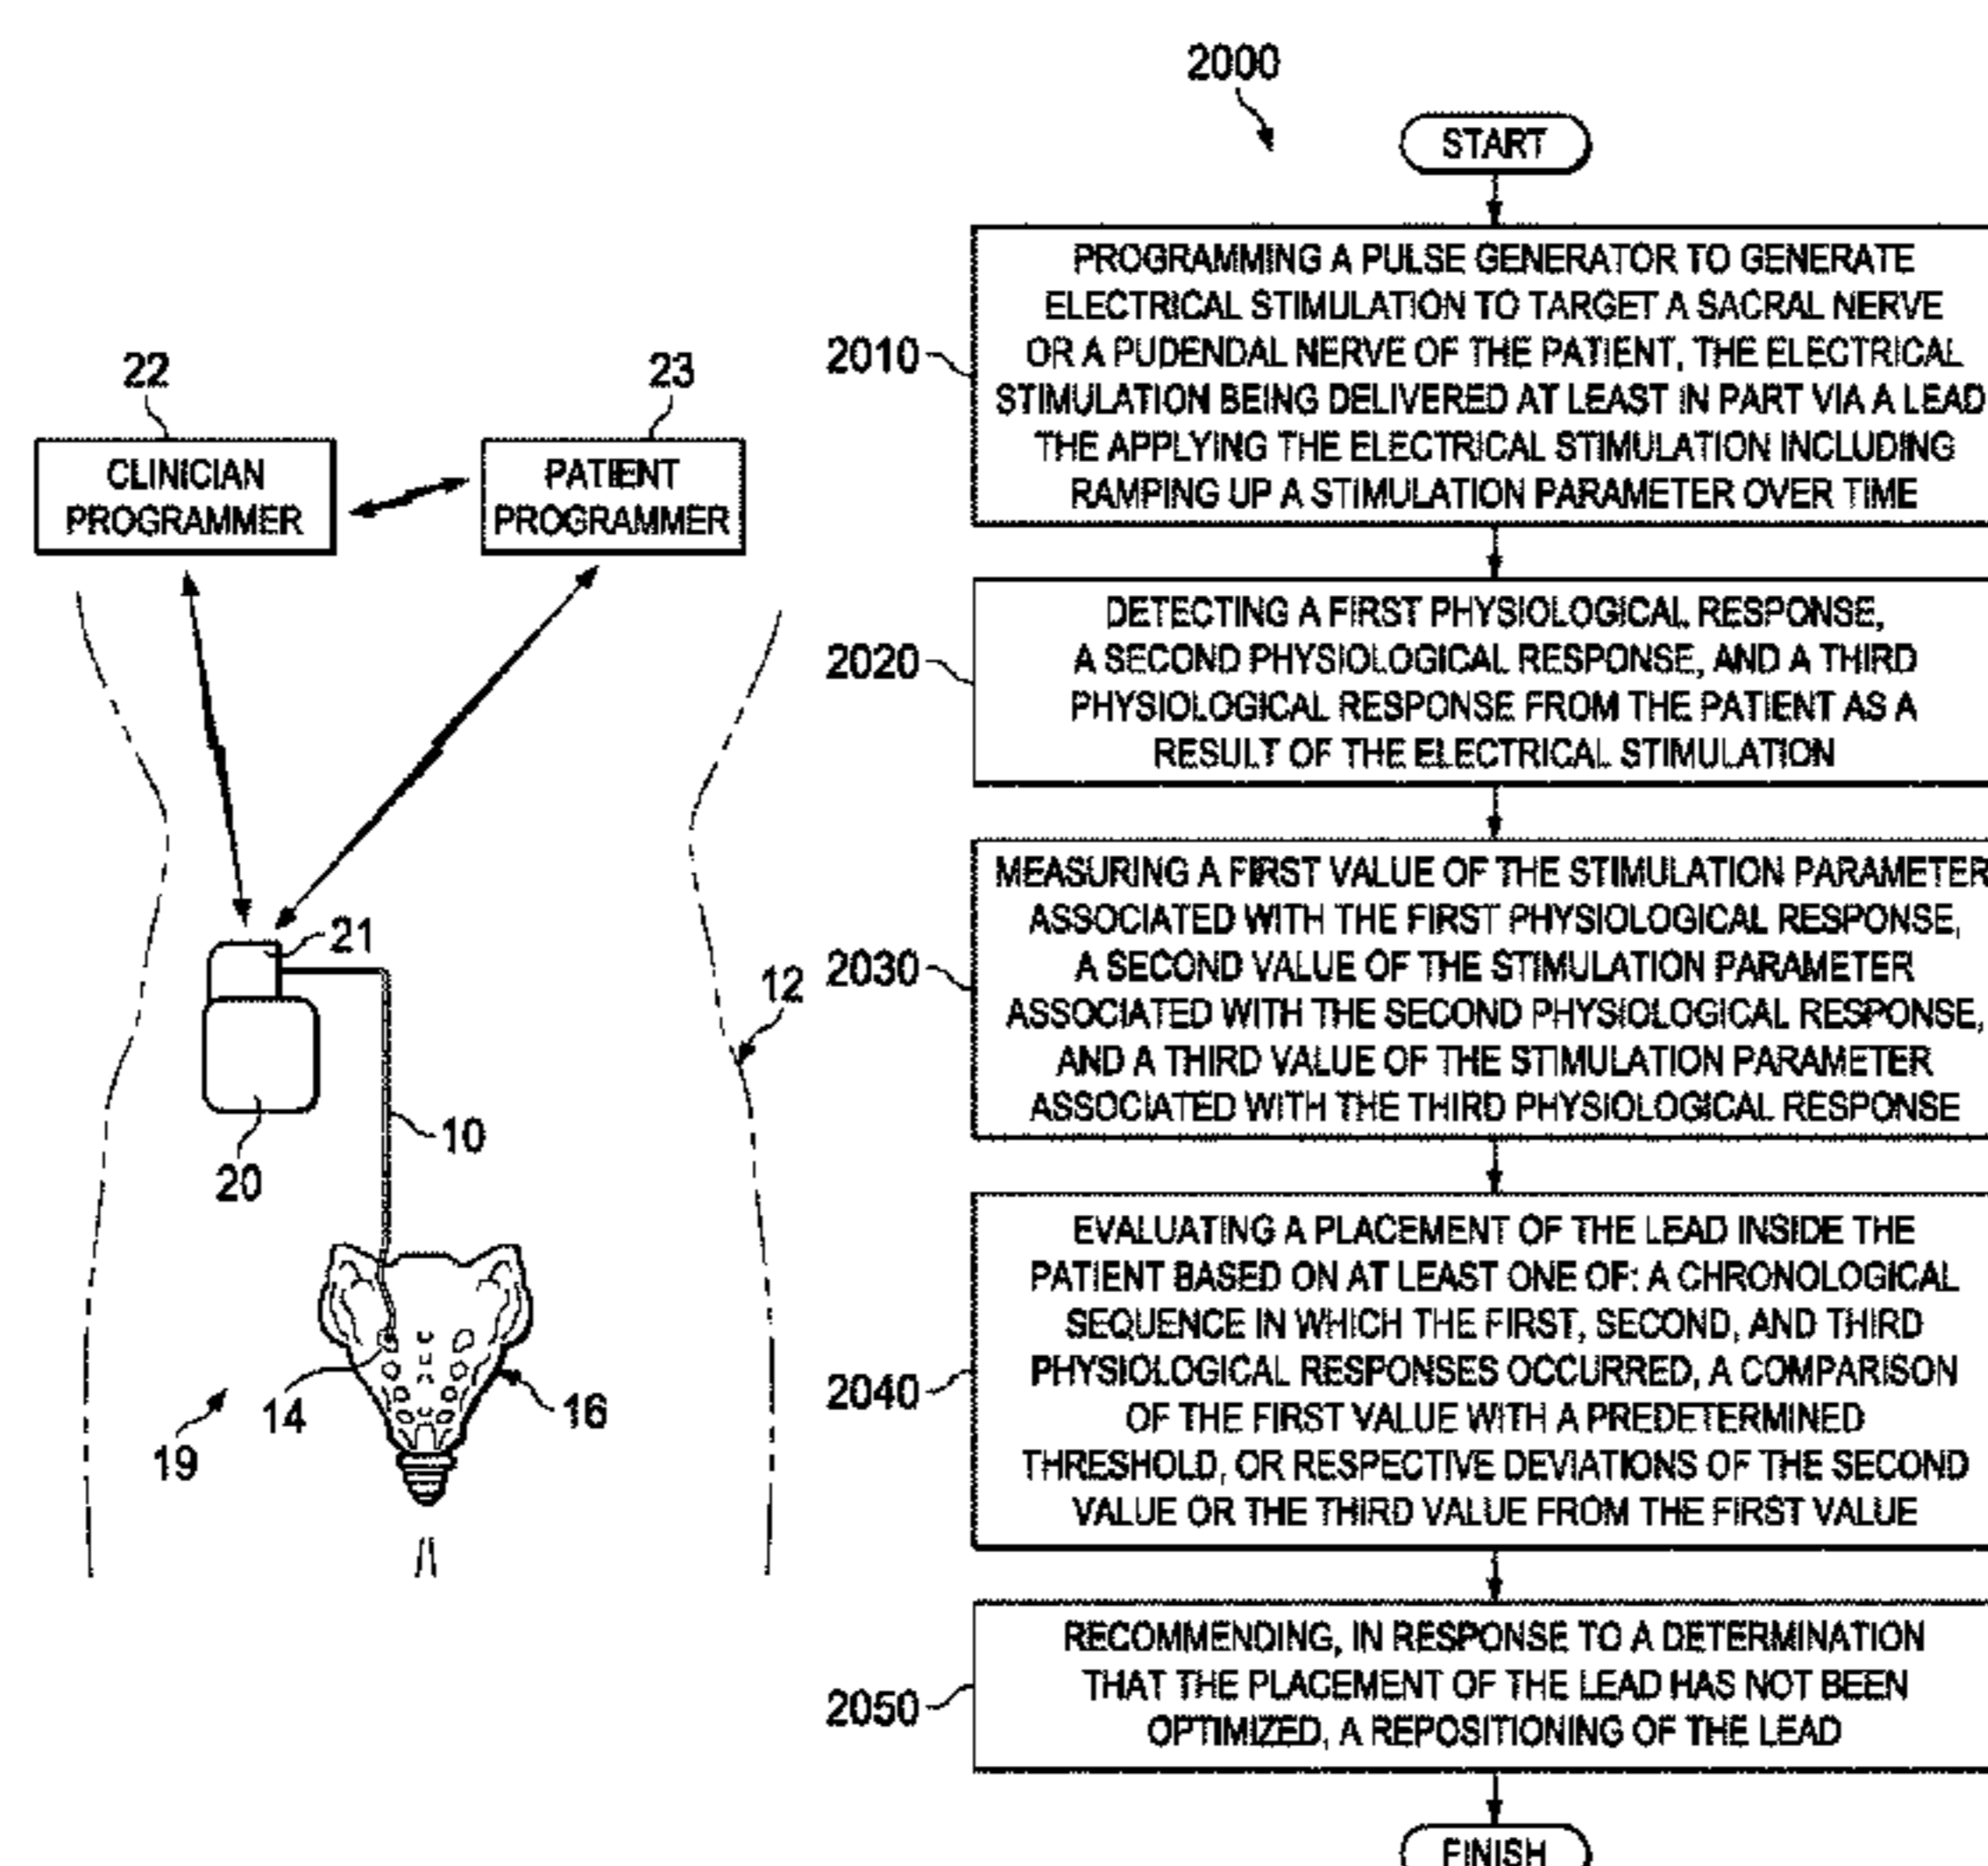 2000
START
2010
PROGRAMMING A PULSE GENERATOR TO GENERATE
ELECTRICAL STIMULATION TO TARGET A SACRAL NERVE
OR A PUDENDAL NERVE OF THE PATIENT, THE ELECTRICAL
STIMULATION BEING DELIVERED AT LEAST IN PART VIA A LEAD
THE APPLYING THE ELECTRICAL STIMULATION INCLUDING
RAMPING UP A STIMULATION PARAMETER OVER TIME
22
23
CLINICIAN
PROGRAMMER
PATIENT
PROGRAMMER
2020
DETECTING A FIRST PHYSIOLOGICAL RESPONSE,
A SECOND PHYSIOLOGICAL RESPONSE, AND A THIRD
PHYSIOLOGICAL RESPONSE FROM THE PATIENT AS A
RESULT OF THE ELECTRICAL STIMULATION
2030
MEASURING A FIRST VALUE OF THE STIMULATION PARAMETER
ASSOCIATED WITH THE FIRST PHYSIOLOGICAL RESPONSE,
A SECOND VALUE OF THE STIMULATION PARAMETER
ASSOCIATED WITH THE SECOND PHYSIOLOGICAL RESPONSE,
AND A THIRD VALUE OF THE STIMULATION PARAMETER
ASSOCIATED WITH THE THIRD PHYSIOLOGICAL RESPONSE
21
12
10
20
2040
EVALUATING A PLACEMENT OF THE LEAD INSIDE THE
PATIENT BASED ON AT LEAST ONE OF: A CHRONOLOGICAL
SEQUENCE IN WHICH THE FIRST, SECOND, AND THIRD
PHYSIOLOGICAL RESPONSES OCCURRED, A COMPARISON
OF THE FIRST VALUE WITH A PREDETERMINED
THRESHOLD, OR RESPECTIVE DEVIATIONS OF THE SECOND
VALUE OR THE THIRD VALUE FROM THE FIRST VALUE
14
16
19
2050
RECOMMENDING, IN RESPONSE TO A DETERMINATION
THAT THE PLACEMENT OF THE LEAD HAS NOT BEEN
OPTIMIZED, A REPOSITIONING OF THE LEAD
FINISH